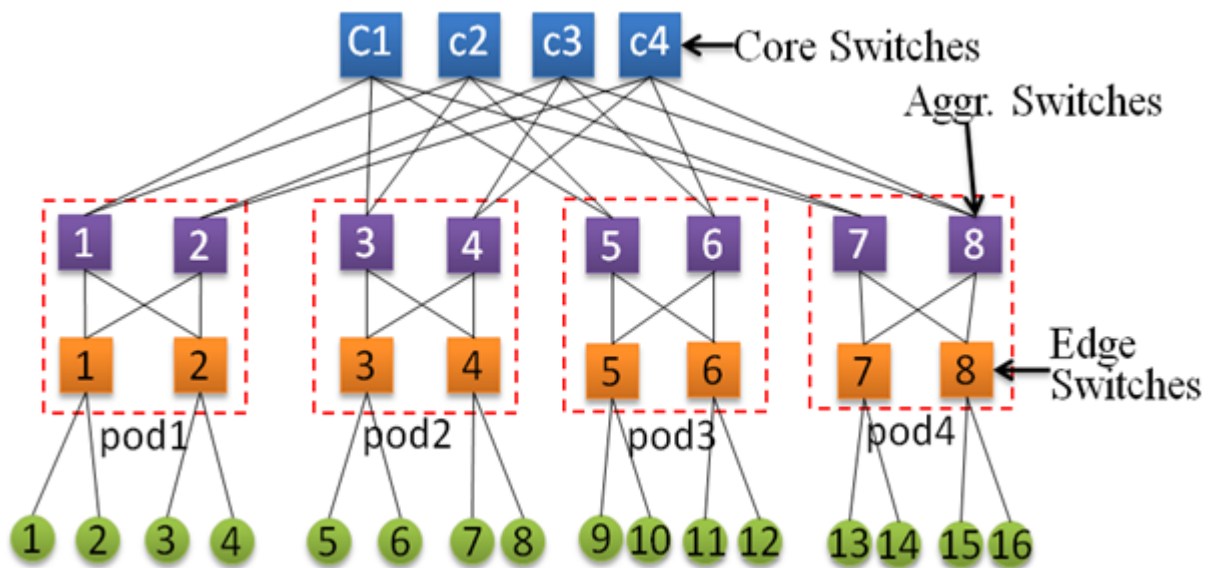 C1 c2 c3 c4 Core Switches
Aggr. Switches
1 2 3 4 5 6 7 8
1 2 3 4 5 6 7 8 Edge Switches
pod1 pod2 pod3 pod4
1 2 3 4 5 6 7 8 9 10 11 12 13 14 15 16